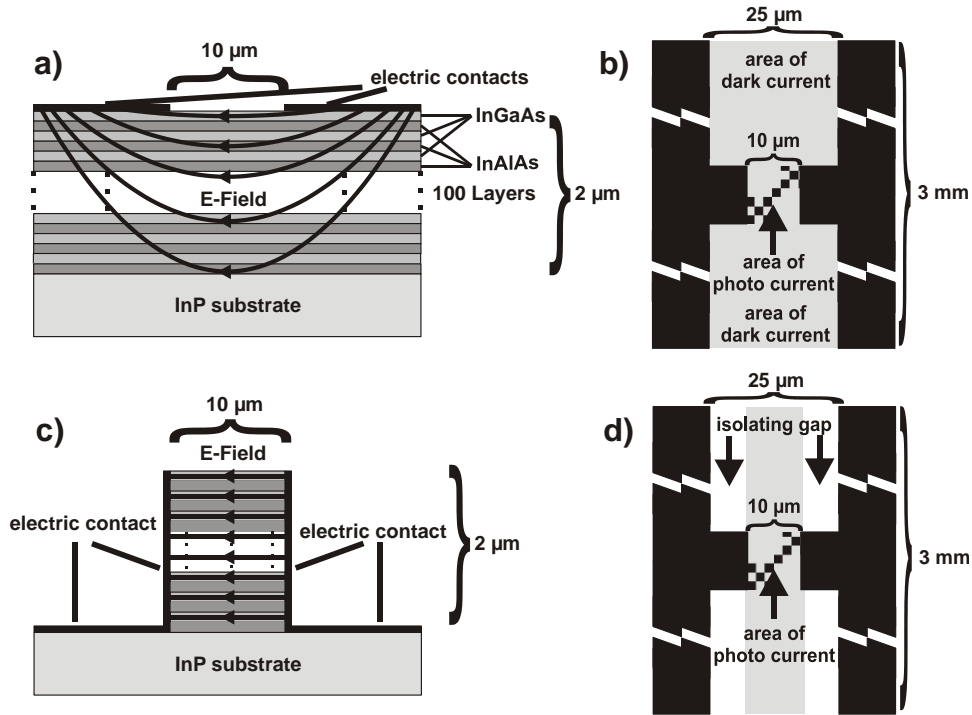 a)
10 µm
electric contacts
InGaAs
InAlAs
E-Field
100 Layers
2 µm
InP substrate
b)
25 µm
area of
dark current
10 µm
3 mm
area of
photo current
area of
dark current
c)
10 µm
E-Field
electric contact
electric contact
2 µm
InP substrate
d)
25 µm
isolating gap
10 µm
3 mm
area of
photo current